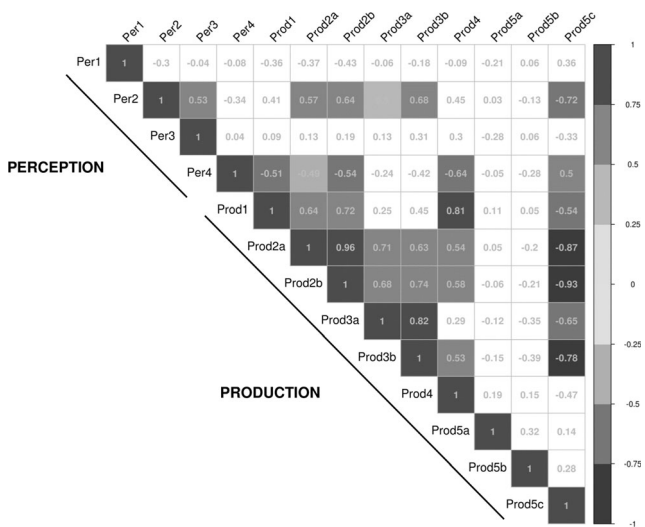 Per1 Per2 Per3 Per4 Prod1 Prod2a Prod2b Prod3a Prod3b Prod4 Prod5a Prod5b Prod5c
Per1 1 -0.3 -0.04 -0.08 -0.36 -0.37 -0.43 -0.06 -0.18 -0.09 -0.21 0.06 0.36
Per2 1 0.53 -0.34 0.41 0.57 0.64 0.68 0.45 0.03 -0.13 -0.72
Per3 1 0.04 0.09 0.13 0.19 0.13 0.31 0.3 -0.28 0.06 -0.33
PERCEPTION
Per4 1 -0.51 -0.54 -0.24 -0.42 -0.64 -0.05 -0.28 0.5
Prod1 1 0.64 0.72 0.25 0.45 0.81 0.11 0.05 -0.54
Prod2a 1 0.96 0.71 0.63 0.54 0.05 -0.2 -0.87
Prod2b 1 0.68 0.74 0.58 -0.06 -0.21 -0.93
Prod3a 1 0.82 0.29 -0.12 -0.35 -0.65
Prod3b 1 0.53 -0.15 -0.39 -0.78
PRODUCTION
Prod4 1 0.19 0.15 -0.47
Prod5a 1 0.32 0.14
Prod5b 1 0.28
Prod5c 1
1
0.75
0.5
0.25
0
-0.25
-0.5
-0.75
-1